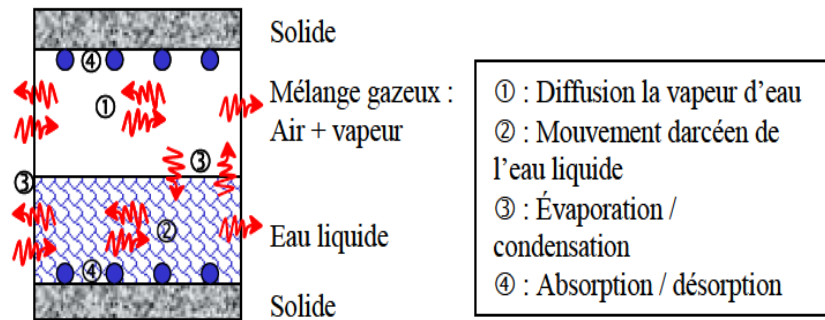 Solide
④
①
Mélange gazeux :
Air + vapeur
③
③
②
Eau liquide
④
Solide
① : Diffusion la vapeur d’eau
② : Mouvement darcéen de
l’eau liquide
③ : Évaporation /
condensation
④ : Absorption / désorption